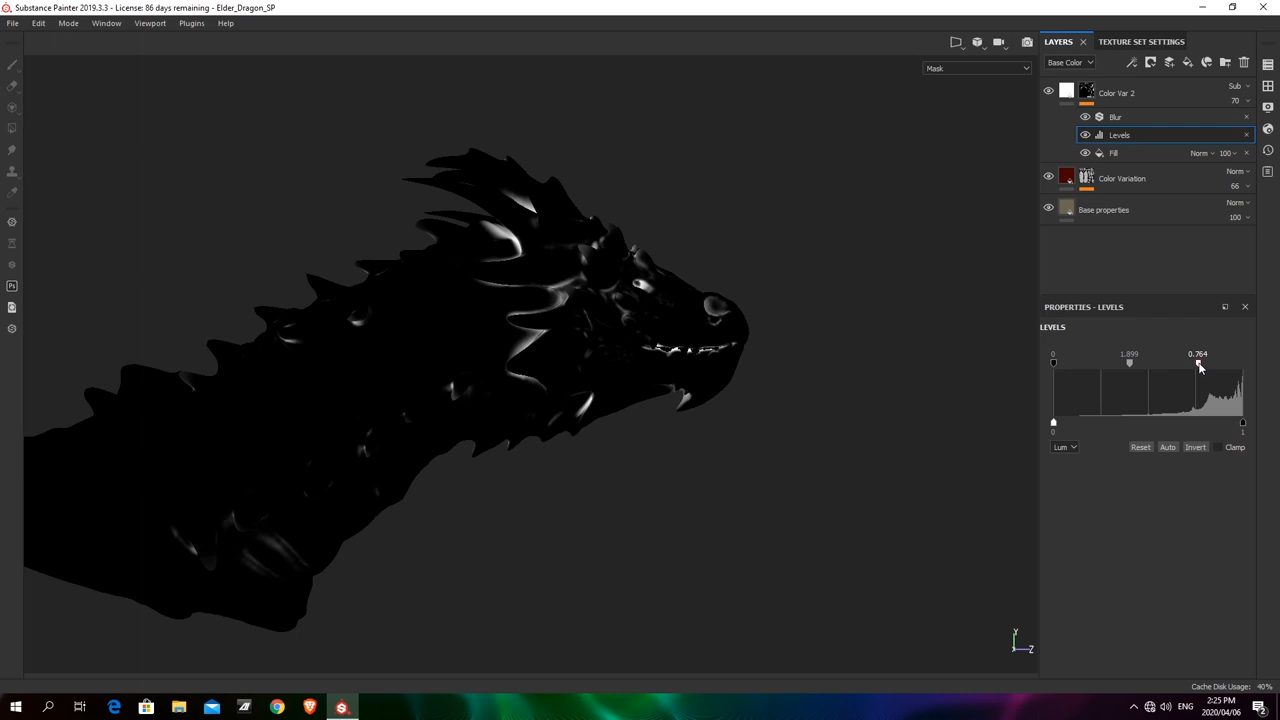 Substance Painter 2019.3.3 - License: 86 days remaining - Elder_Dragon_SP
File Edit Mode Window Viewport Plugins Help
LAYERS TEXTURE SET SETTINGS
Base Color
Mask
Color Var 2 Sub
70
Blur
Levels
Fill Norm 100
Color Variation Norm
66
Base properties Norm
100
PROPERTIES - LEVELS
LEVELS
0 1.899 0.764
0 1
Lum Reset Auto Invert Clamp
Y
Z
Ps
Cache Disk Usage: 40%
ENG
2:25 PM
2020/04/06
2